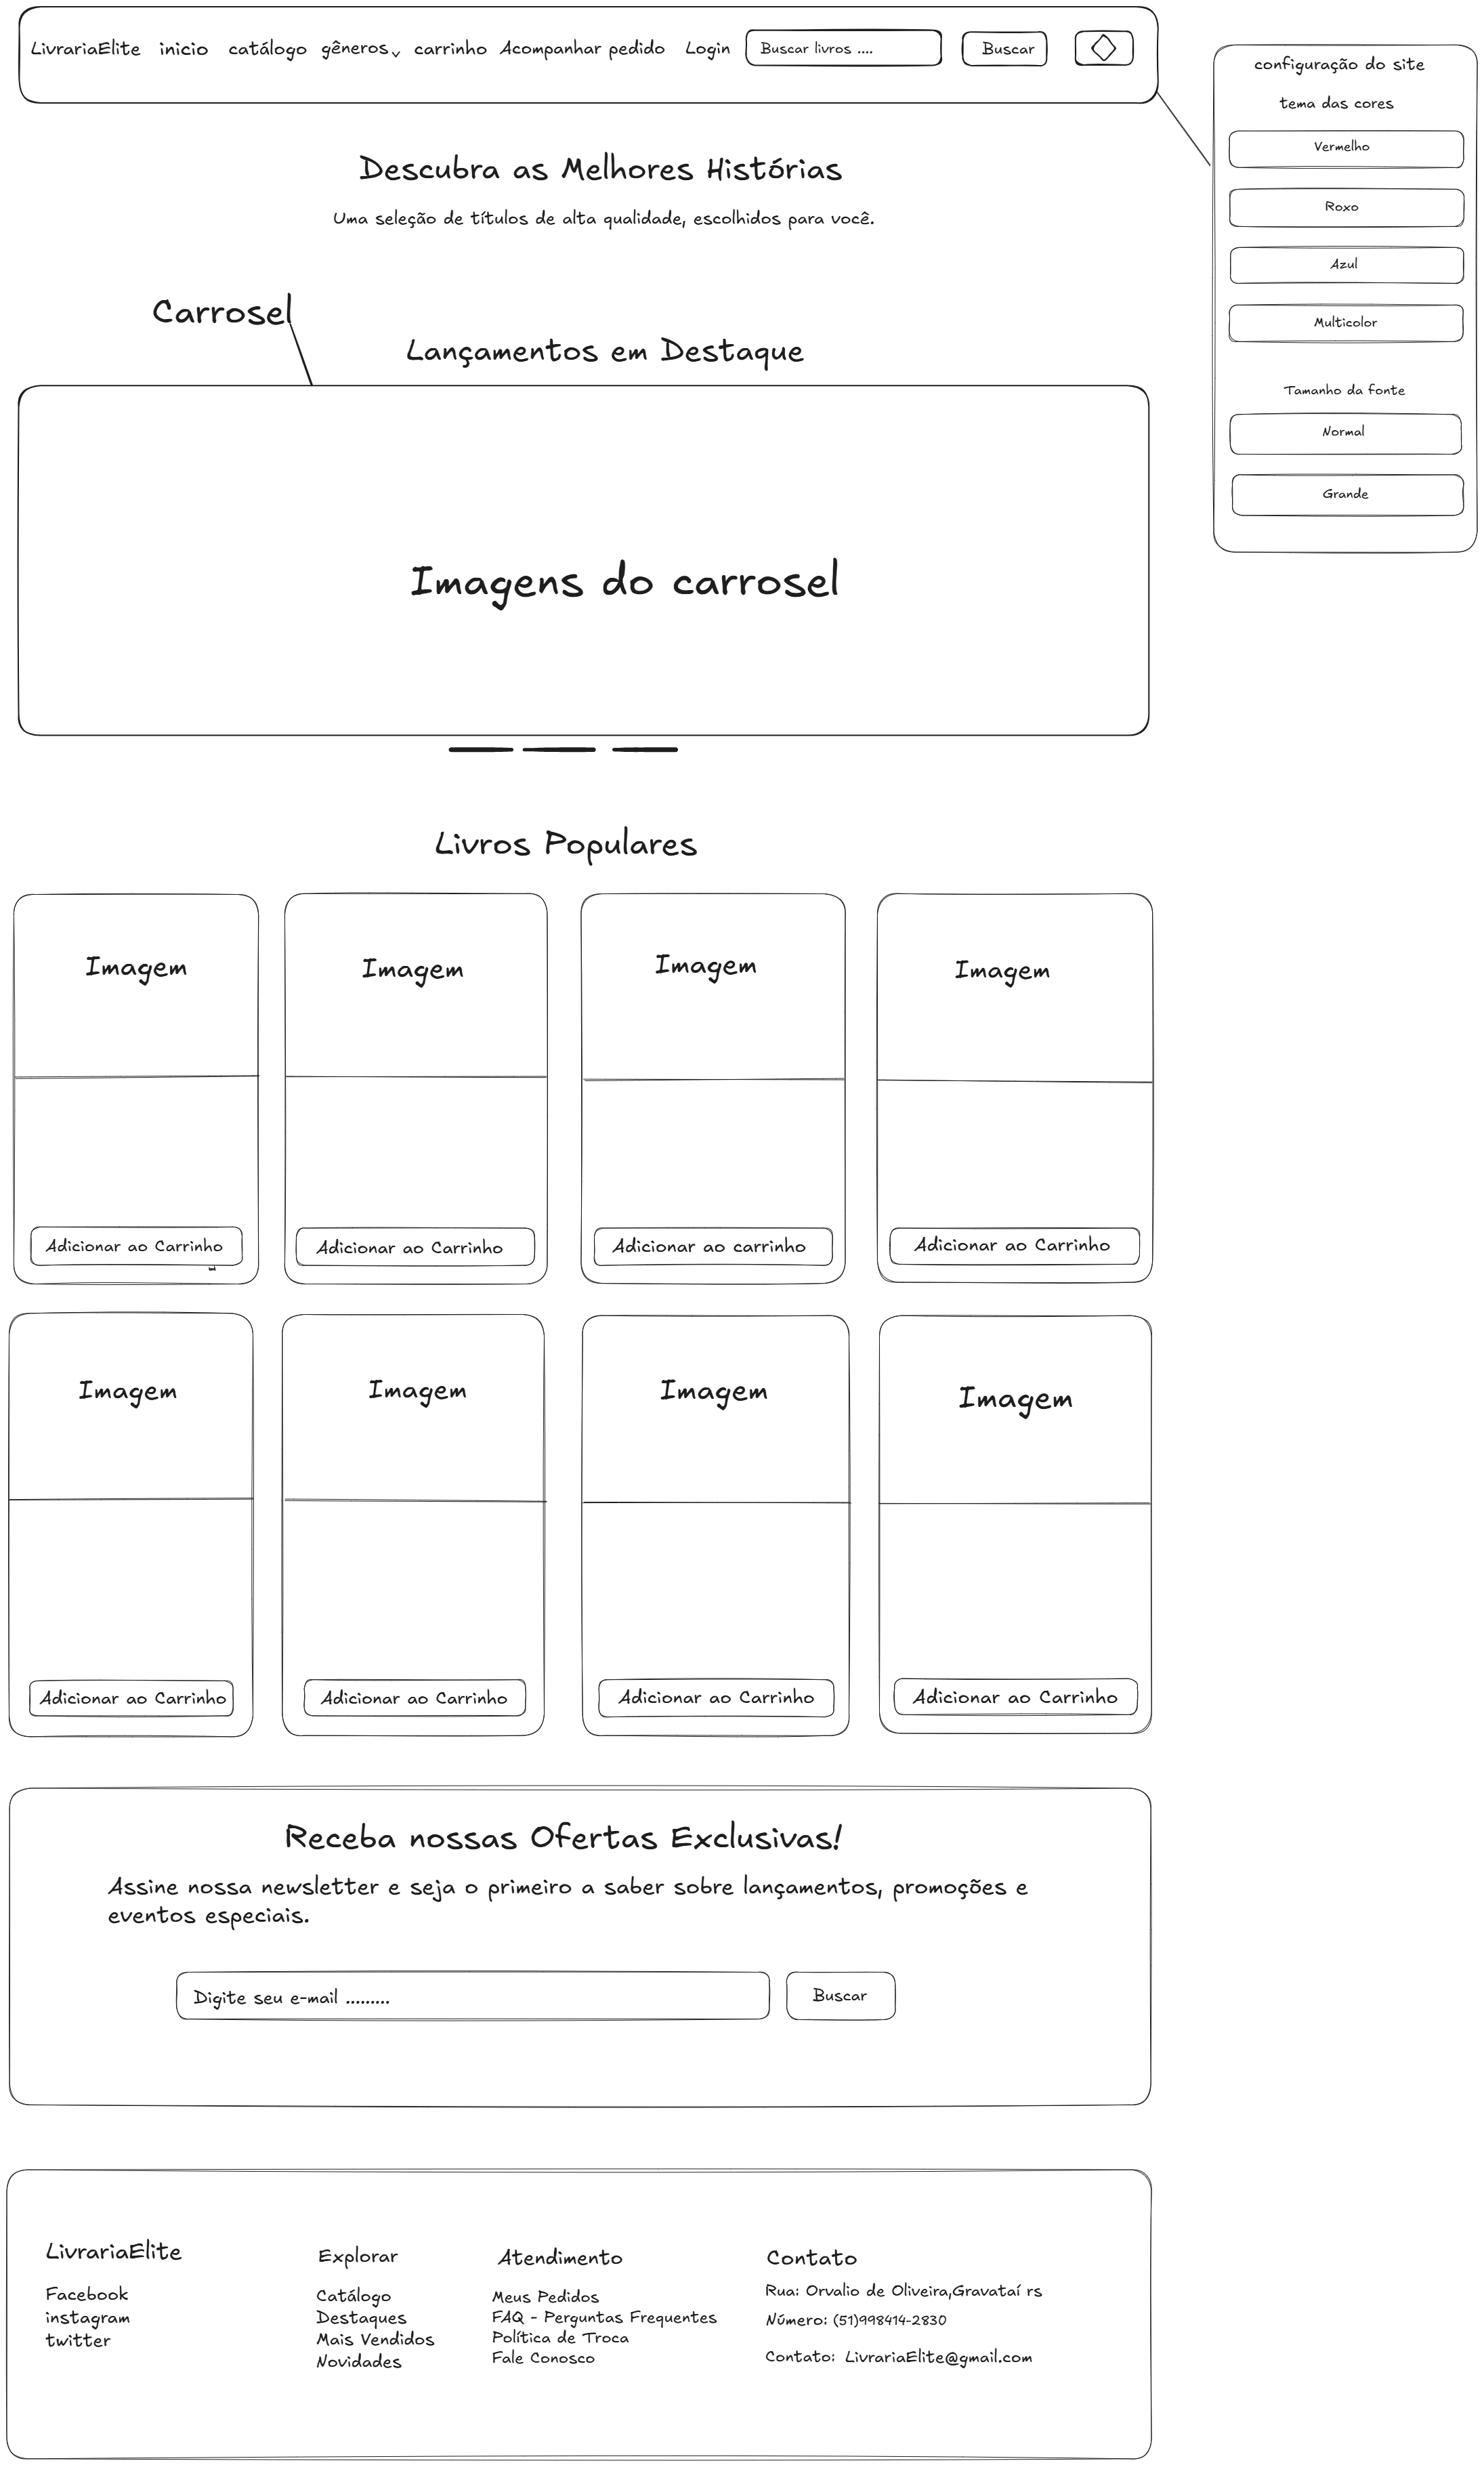 LivrariaElite inicio catálogo gêneros carrinho Acompanhar pedido Login Buscar livros .... Buscar
configuração do site
tema das cores
Vermelho
Roxo
Azul
Multicolor
Tamanho da fonte
Normal
Grande
Descubra as Melhores Histórias
Uma seleção de títulos de alta qualidade, escolhidos para você.
Carrosel
Lançamentos em Destaque
Imagens do carrosel
Livros Populares
Imagem Imagem Imagem Imagem
Adicionar ao Carrinho Adicionar ao Carrinho Adicionar ao carrinho Adicionar ao Carrinho
Imagem Imagem Imagem Imagem
Adicionar ao Carrinho Adicionar ao Carrinho Adicionar ao Carrinho Adicionar ao Carrinho
Receba nossas Ofertas Exclusivas!
Assine nossa newsletter e seja o primeiro a saber sobre lançamentos, promoções e
eventos especiais.
Digite seu e-mail ......... Buscar
LivrariaElite
Facebook
instagram
twitter
Explorar
Catálogo
Destaques
Mais Vendidos
Novidades
Atendimento
Meus Pedidos
FAQ - Perguntas Frequentes
Política de Troca
Fale Conosco
Contato
Rua: Orvalio de Oliveira,Gravataí rs
Número: (51)998414-2830
Contato: LivrariaElite@gmail.com